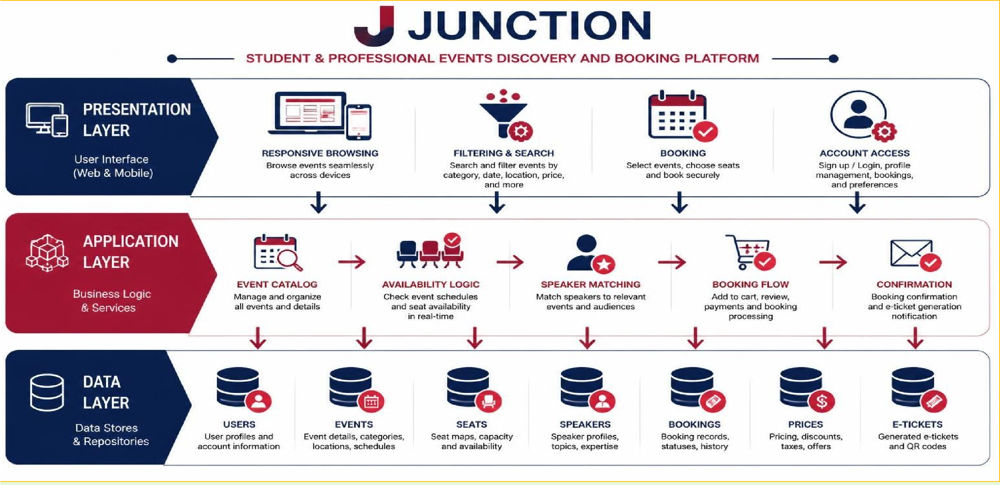 J JUNCTION
STUDENT & PROFESSIONAL EVENTS DISCOVERY AND BOOKING PLATFORM
PRESENTATION
LAYER
User Interface
(Web & Mobile)
RESPONSIVE BROWSING
Browse events seamlessly
across devices
FILTERING & SEARCH
Search and filter events by
category, date, location, price,
and more
BOOKING
Select events, choose seats
and book securely
ACCOUNT ACCESS
Sign up / Login, profile
management, bookings,
and preferences
APPLICATION
LAYER
Business Logic
& Services
EVENT CATALOG
Manage and organize
all events and details
AVAILABILITY LOGIC
Check event schedules
and seat availability
in real-time
SPEAKER MATCHING
Match speakers to relevant
events and audiences
BOOKING FLOW
Add to cart, review,
payments and booking
processing
CONFIRMATION
Booking confirmation
and e-ticket generation
notification
DATA
LAYER
Data Stores
& Repositories
USERS
User profiles and
account information
EVENTS
Event details, categories,
locations, schedules
SEATS
Seat maps, capacity
and availability
SPEAKERS
Speaker profiles,
topics, expertise
BOOKINGS
Booking records,
statuses, history
$
PRICES
Pricing, discounts,
taxes, offers
E-TICKETS
Generated e-tickets
and QR codes